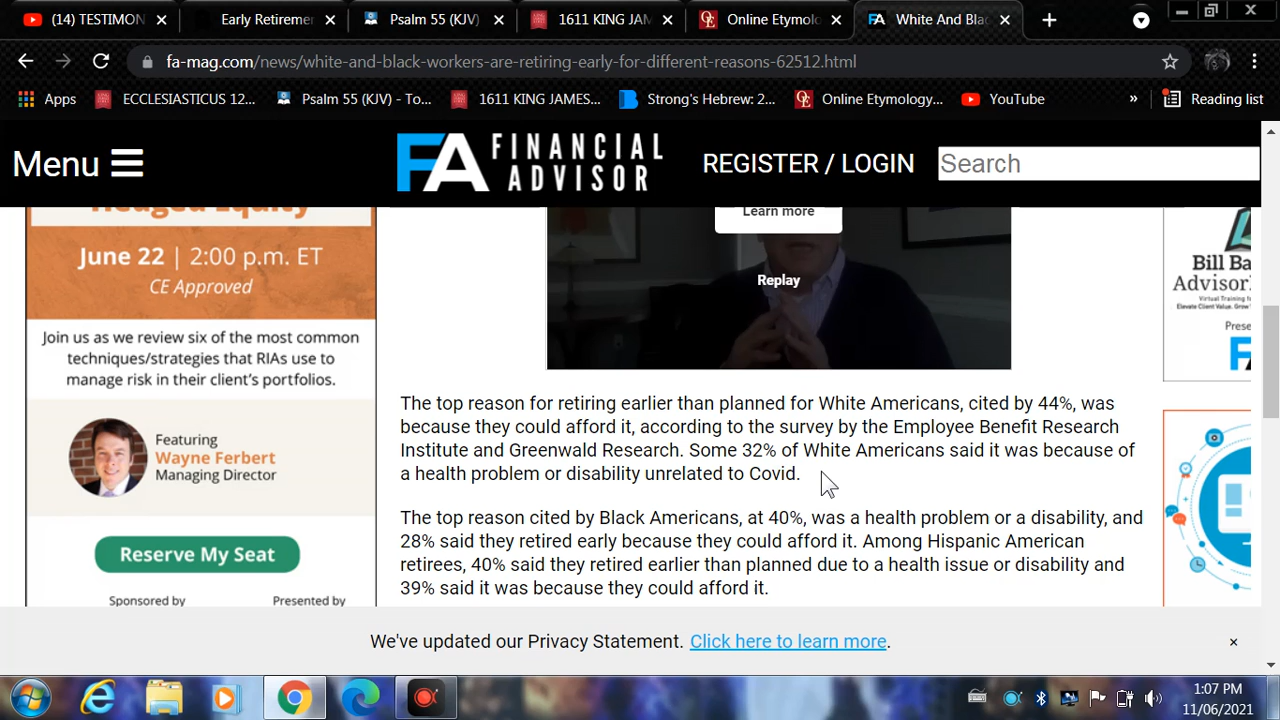 (14) TESTIMON
Early Retiremer
Psalm 55 (KJV)
1611 KING JAM
Online Etymolo
White And Blac
fa-mag.com/news/white-and-black-workers-are-retiring-early-for-different-reasons-62512.html
Apps
ECCLESIASTICUS 12...
Psalm 55 (KJV) - To...
1611 KING JAMES...
Strong's Hebrew: 2...
Online Etymology...
YouTube
»
Reading list
Menu
FA FINANCIAL
ADVISOR
REGISTER / LOGIN
Search
Hedged Equity
June 22 | 2:00 p.m. ET
CE Approved
Join us as we review six of the most common
techniques/strategies that RIAs use to
manage risk in their client's portfolios.
Featuring
Wayne Ferbert
Managing Director
Reserve My Seat
Sponsored by
Presented by
Learn more
Replay
The top reason for retiring earlier than planned for White Americans, cited by 44%, was
because they could afford it, according to the survey by the Employee Benefit Research
Institute and Greenwald Research. Some 32% of White Americans said it was because of
a health problem or disability unrelated to Covid.
The top reason cited by Black Americans, at 40%, was a health problem or a disability, and
28% said they retired early because they could afford it. Among Hispanic American
retirees, 40% said they retired earlier than planned due to a health issue or disability and
39% said it was because they could afford it.
Bill Ba
Advisor
Virtual Training for
Elevate Client Value, Grow
Prese
F
We've updated our Privacy Statement. Click here to learn more.
×
1:07 PM
11/06/2021